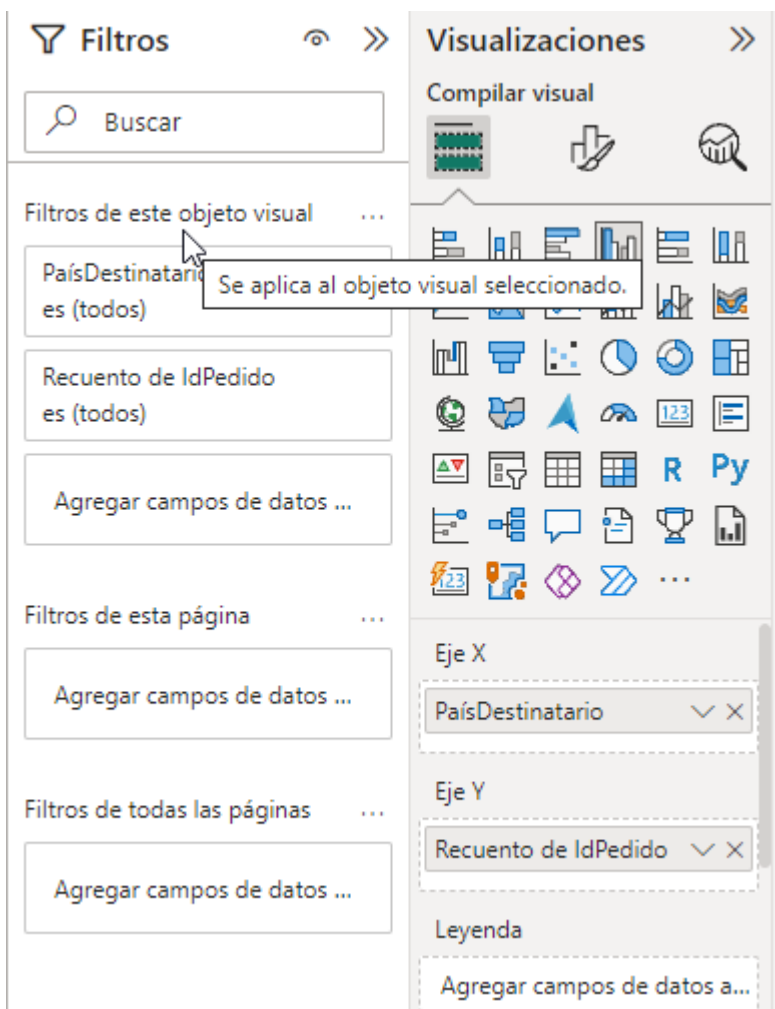 Filtros
Buscar
Filtros de este objeto visual
...
PaísDestinatario
es (todos)
Se aplica al objeto visual seleccionado.
Recuento de IdPedido
es (todos)
Agregar campos de datos ...
Filtros de esta página
...
Agregar campos de datos ...
Filtros de todas las páginas
...
Agregar campos de datos ...
Visualizaciones
Compilar visual
123
R
Py
123
...
Eje X
PaísDestinatario
Eje Y
Recuento de IdPedido
Leyenda
Agregar campos de datos a...